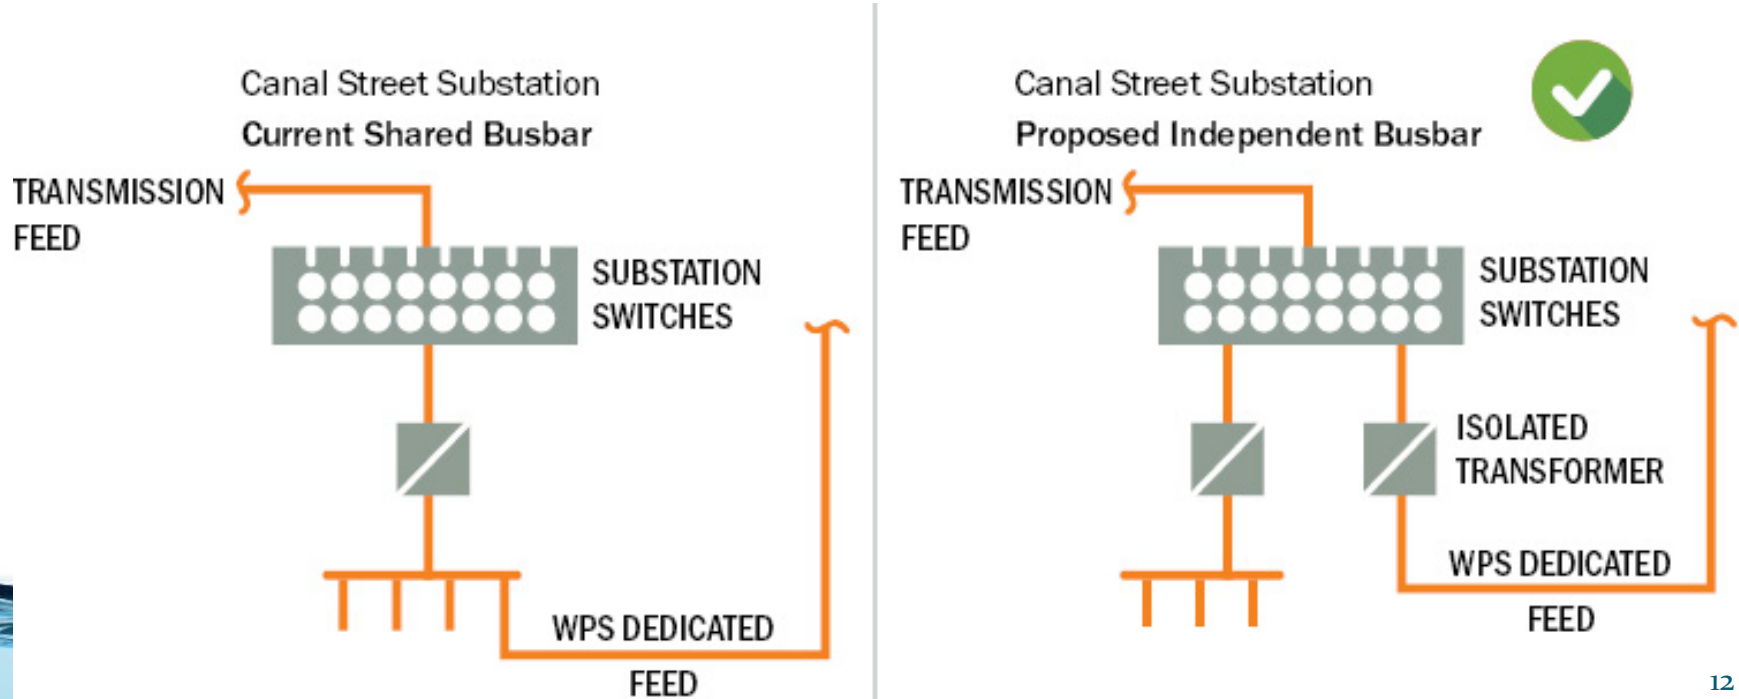 Canal Street Substation
Current Shared Busbar
TRANSMISSION
FEED
SUBSTATION
SWITCHES
WPS DEDICATED
FEED
Canal Street Substation
Proposed Independent Busbar
TRANSMISSION
FEED
SUBSTATION
SWITCHES
ISOLATED
TRANSFORMER
WPS DEDICATED
FEED
12